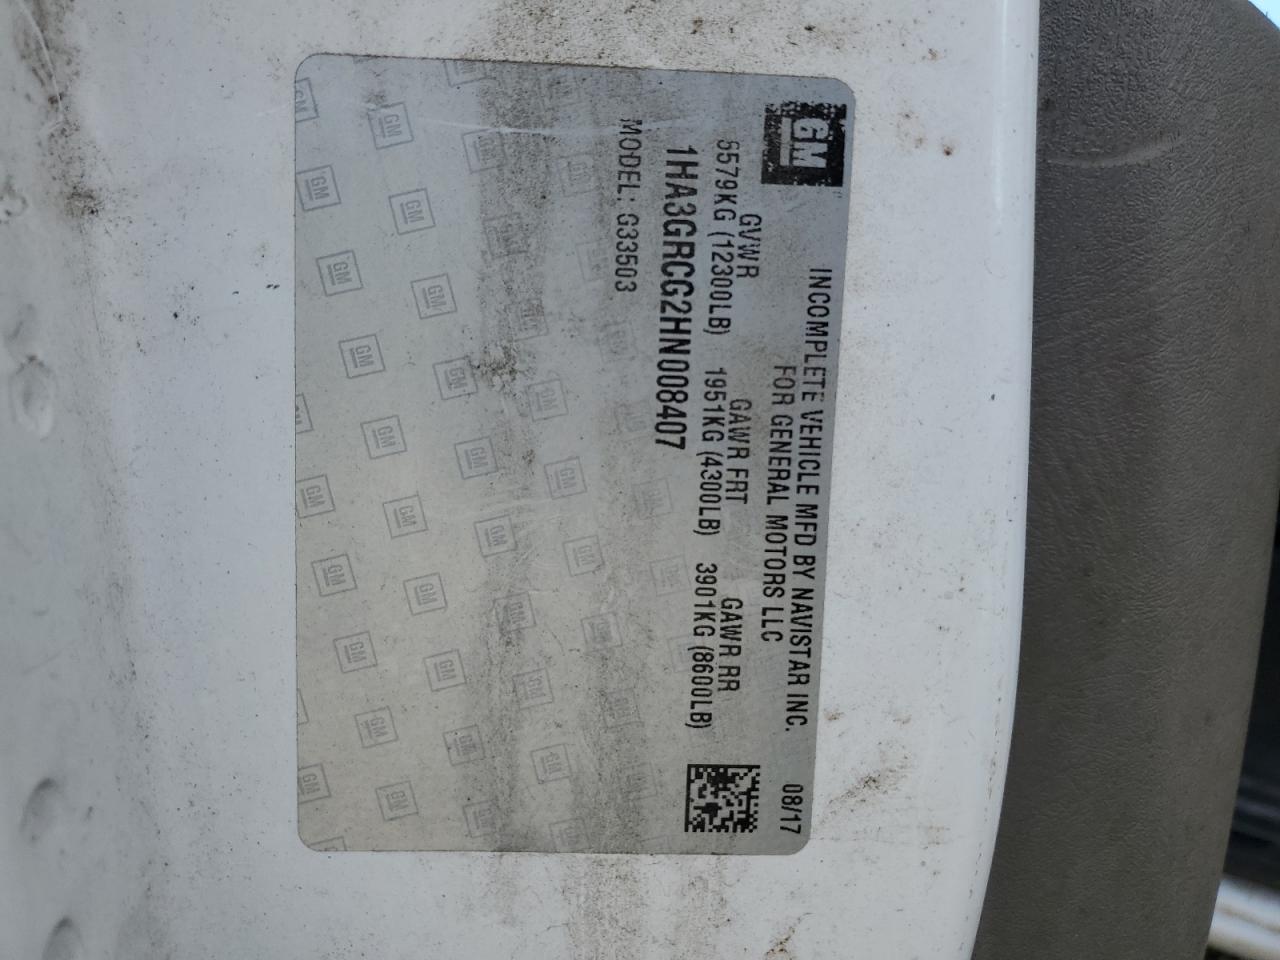 GM
INCOMPLETE VEHICLE MFD BY NAVISTAR INC. 08/17
FOR GENERAL MOTORS LLC
GVWR GAWR FRT GAWR RR
5579KG (12300LB) 1951KG (4300LB) 3901KG (8600LB)
1HA3GRCG2HN008407
MODEL: G33503